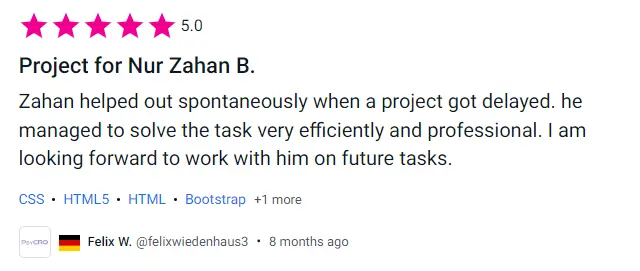 5.0
Project for Nur Zahan B.
Zahan helped out spontaneously when a project got delayed. he
managed to solve the task very efficiently and professional. I am
looking forward to work with him on future tasks.
CSS • HTML5 • HTML • Bootstrap +1 more
PsyCRO Felix W. @felixwiedenhaus3 • 8 months ago